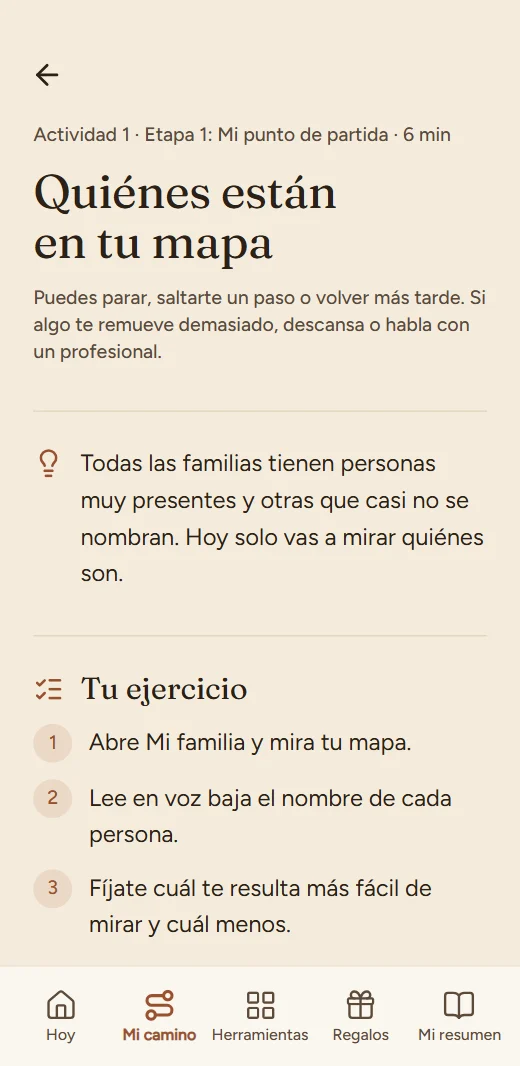 Actividad 1 · Etapa 1: Mi punto de partida · 6 min
Quiénes están
en tu mapa
Puedes parar, saltarte un paso o volver más tarde. Si
algo te remueve demasiado, descansa o habla con
un profesional.
Todas las familias tienen personas
muy presentes y otras que casi no se
nombran. Hoy solo vas a mirar quiénes
son.
Tu ejercicio
1 Abre Mi familia y mira tu mapa.
2 Lee en voz baja el nombre de cada
persona.
3 Fíjate cuál te resulta más fácil de
mirar y cuál menos.
Hoy Mi camino Herramientas Regalos Mi resumen